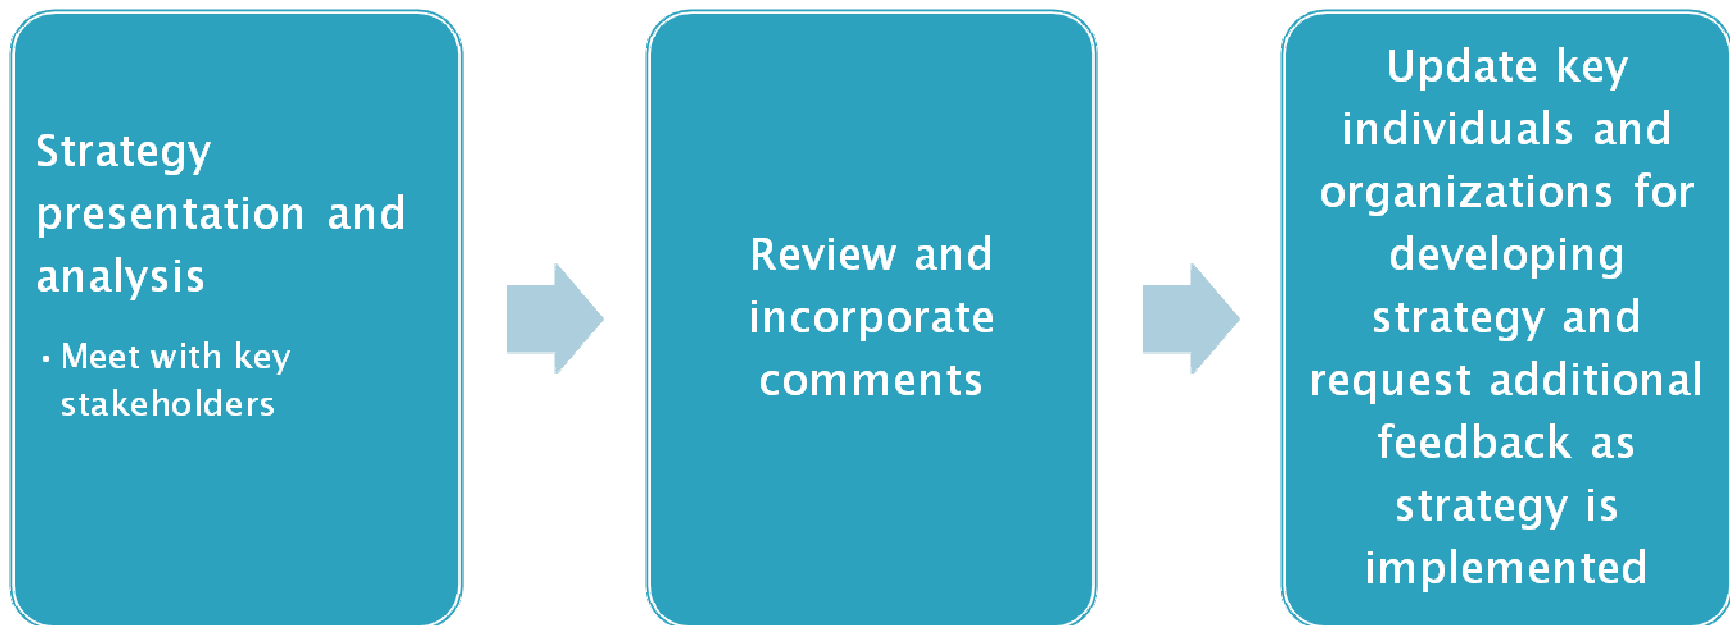 Strategy
presentation and
analysis
· Meet with key
stakeholders
Review and
incorporate
comments
Update key
individuals and
organizations for
developing
strategy and
request additional
feedback as
strategy is
implemented